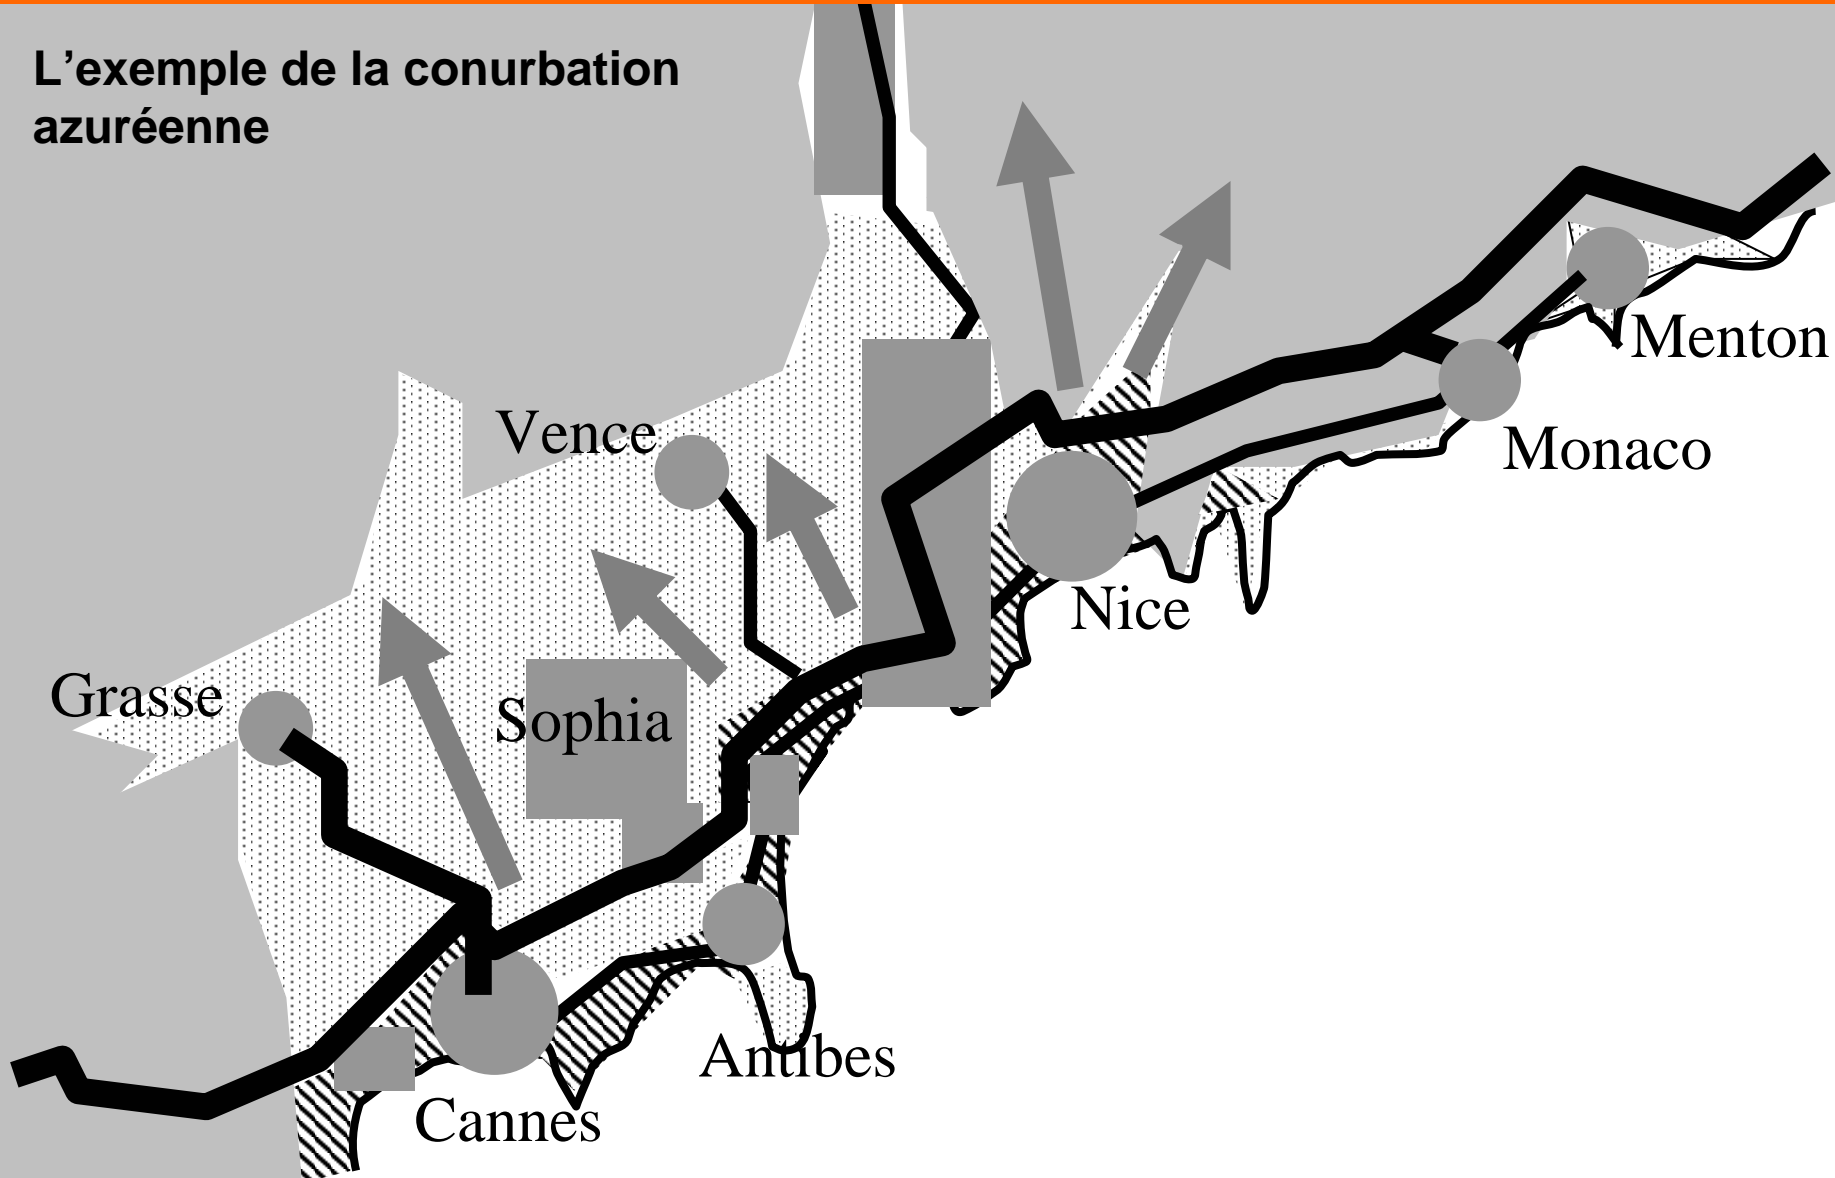 L’exemple de la conurbation
azuréenne
Menton
Vence
Monaco
Nice
Grasse
Sophia
Antibes
Cannes